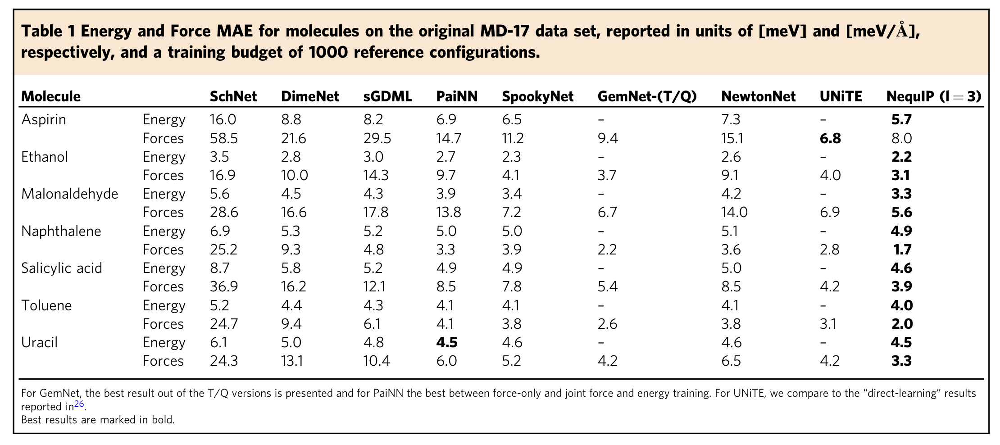 Table 1 Energy and Force MAE for molecules on the original MD-17 data set, reported in units of [meV] and [meV/Å],
respectively, and a training budget of 1000 reference configurations.
Molecule SchNet DimeNet sGDML PaiNN SpookyNet GemNet-(T/Q) NewtonNet UNiTE NequIP (l = 3)
Aspirin Energy 16.0 8.8 8.2 6.9 6.5 – 7.3 – 5.7
Forces 58.5 21.6 29.5 14.7 11.2 9.4 15.1 6.8 8.0
Ethanol Energy 3.5 2.8 3.0 2.7 2.3 – 2.6 – 2.2
Forces 16.9 10.0 14.3 9.7 4.1 3.7 9.1 4.0 3.1
Malonaldehyde Energy 5.6 4.5 4.3 3.9 3.4 – 4.2 – 3.3
Forces 28.6 16.6 17.8 13.8 7.2 6.7 14.0 6.9 5.6
Naphthalene Energy 6.9 5.3 5.2 5.0 5.0 – 5.1 – 4.9
Forces 25.2 9.3 4.8 3.3 3.9 2.2 3.6 2.8 1.7
Salicylic acid Energy 8.7 5.8 5.2 4.9 4.9 – 5.0 – 4.6
Forces 36.9 16.2 12.1 8.5 7.8 5.4 8.5 4.2 3.9
Toluene Energy 5.2 4.4 4.3 4.1 4.1 – 4.1 – 4.0
Forces 24.7 9.4 6.1 4.1 3.8 2.6 3.8 3.1 2.0
Uracil Energy 6.1 5.0 4.8 4.5 4.6 – 4.6 – 4.5
Forces 24.3 13.1 10.4 6.0 5.2 4.2 6.5 4.2 3.3
For GemNet, the best result out of the T/Q versions is presented and for PaiNN the best between force-only and joint force and energy training. For UNiTE, we compare to the “direct-learning” results
reported in26.
Best results are marked in bold.